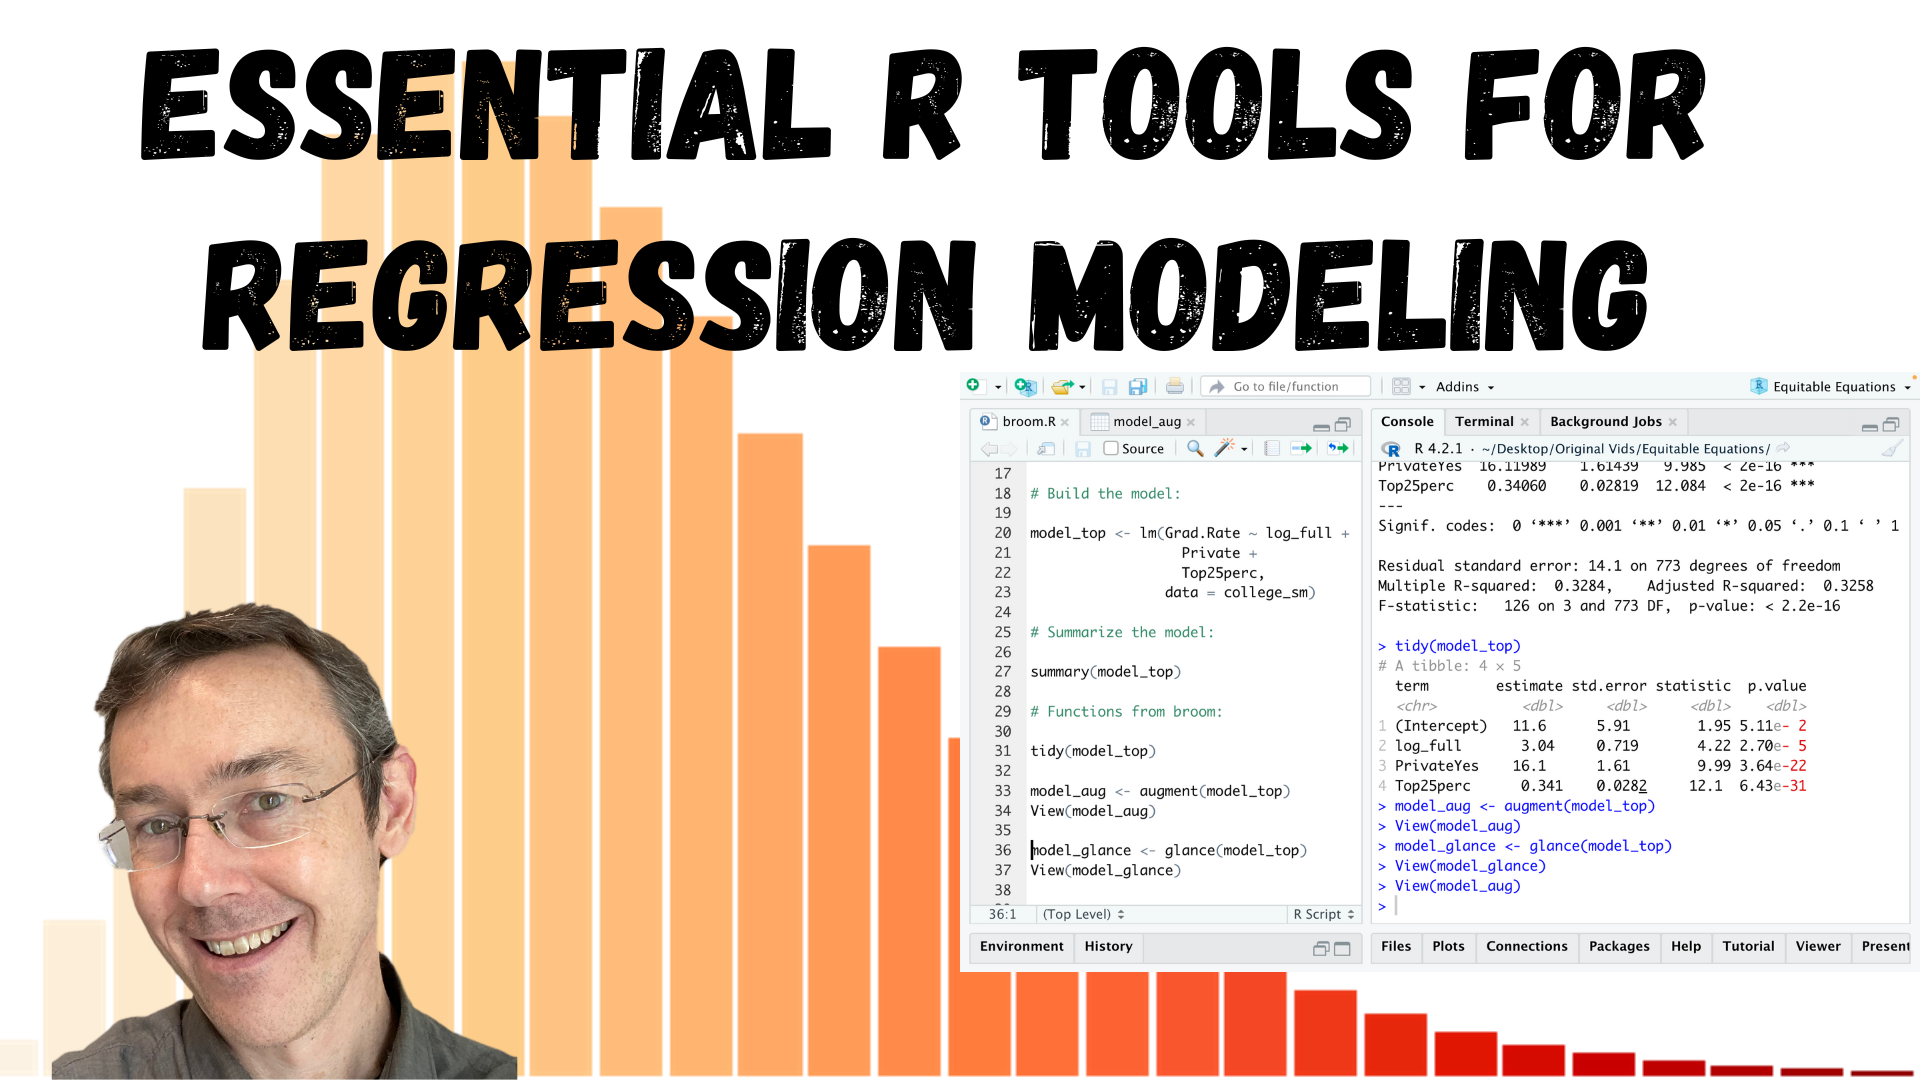 ESSENTIAL R TOOLS FOR
REGRESSION MODELING
Go to file/function
Addins
Equitable Equations
broom.R
model_aug
Source
17
18 # Build the model:
19
20 model_top <- lm(Grad.Rate ~ log_full +
21 Private +
22 Top25perc,
23 data = college_sm)
24
25 # Summarize the model:
26
27 summary(model_top)
28
29 # Functions from broom:
30
31 tidy(model_top)
32
33 model_aug <- augment(model_top)
34 View(model_aug)
35
36 model_glance <- glance(model_top)
37 View(model_glance)
38
36:1 (Top Level) R Script
Environment History
Console Terminal Background Jobs
R 4.2.1 · ~/Desktop/Original Vids/Equitable Equations/
PrivateYes 16.11989 1.61439 9.985 < 2e-16 ***
Top25perc 0.34060 0.02819 12.084 < 2e-16 ***
---
Signif. codes: 0 ‘***’ 0.001 ‘**’ 0.01 ‘*’ 0.05 ‘.’ 0.1 ‘ ’ 1
Residual standard error: 14.1 on 773 degrees of freedom
Multiple R-squared: 0.3284, Adjusted R-squared: 0.3258
F-statistic: 126 on 3 and 773 DF, p-value: < 2.2e-16
> tidy(model_top)
# A tibble: 4 × 5
term estimate std.error statistic p.value
<chr> <dbl> <dbl> <dbl> <dbl>
1 (Intercept) 11.6 5.91 1.95 5.11e- 2
2 log_full 3.04 0.719 4.22 2.70e- 5
3 PrivateYes 16.1 1.61 9.99 3.64e-22
4 Top25perc 0.341 0.0282 12.1 6.43e-31
> model_aug <- augment(model_top)
> View(model_aug)
> model_glance <- glance(model_top)
> View(model_glance)
> View(model_aug)
>
Files Plots Connections Packages Help Tutorial Viewer Present